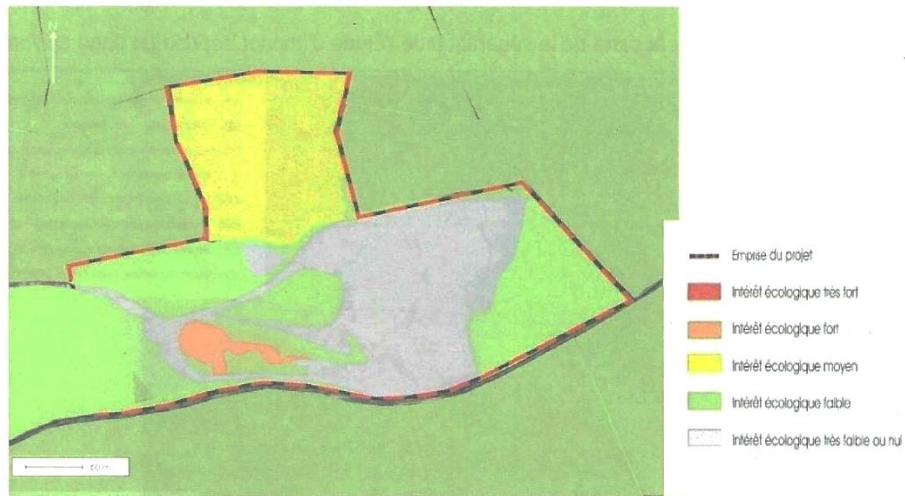 N
Emprise du projet
Intérêt écologique très fort
Intérêt écologique fort
Intérêt écologique moyen
Intérêt écologique faible
Intérêt écologique très faible ou nul